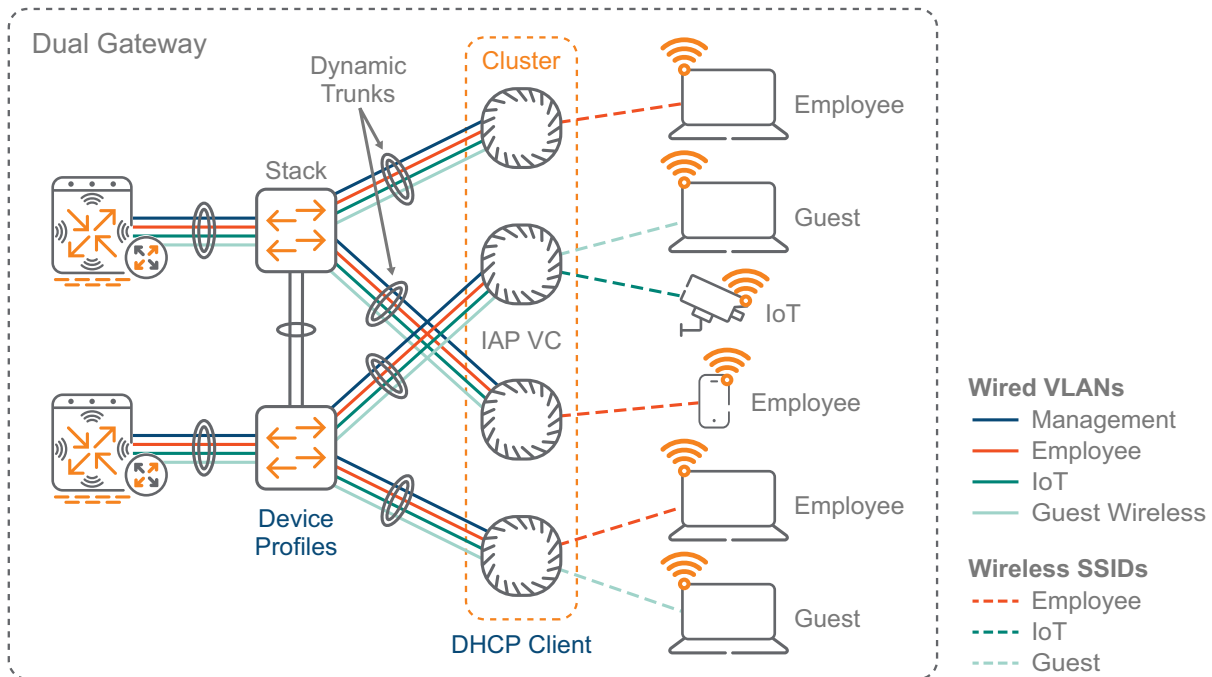 Dual Gateway
Dynamic
Trunks
Cluster
Employee
Stack
Guest
IoT
IAP VC
Employee
Employee
Device
Profiles
Guest
DHCP Client
Wired VLANs
Management
Employee
IoT
Guest Wireless
Wireless SSIDs
Employee
IoT
Guest